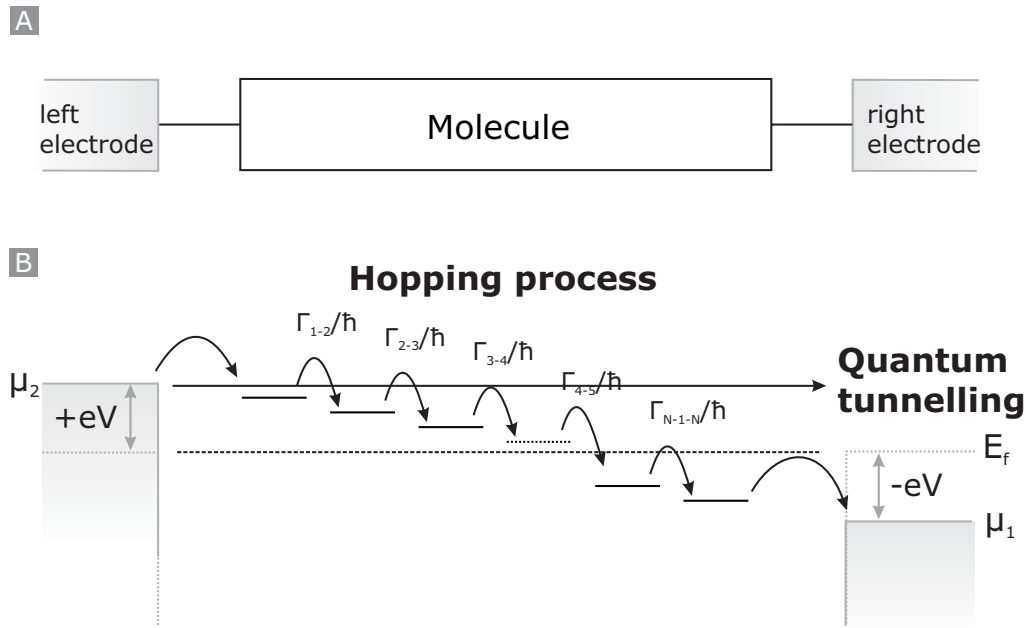 A
left
electrode
Molecule
right
electrode
B
Hopping process
Γ1-2/ħ
Γ2-3/ħ
Γ3-4/ħ
Γ4-5/ħ
ΓN-1-N/ħ
Quantum
tunnelling
μ2
+eV
Ef
-eV
μ1